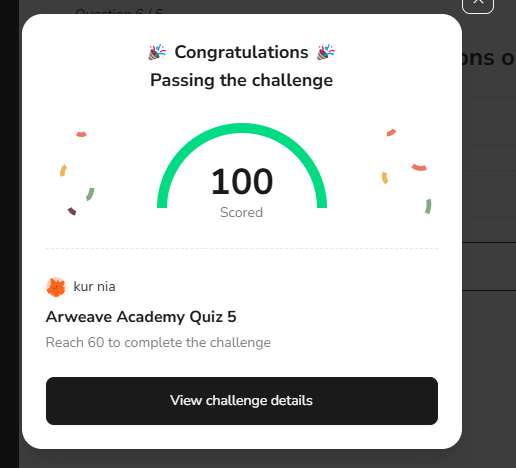 Question 6 / 6
🎉 Congratulations 🎉
Passing the challenge
100
Scored
kur nia
Arweave Academy Quiz 5
Reach 60 to complete the challenge
View challenge details
ons o